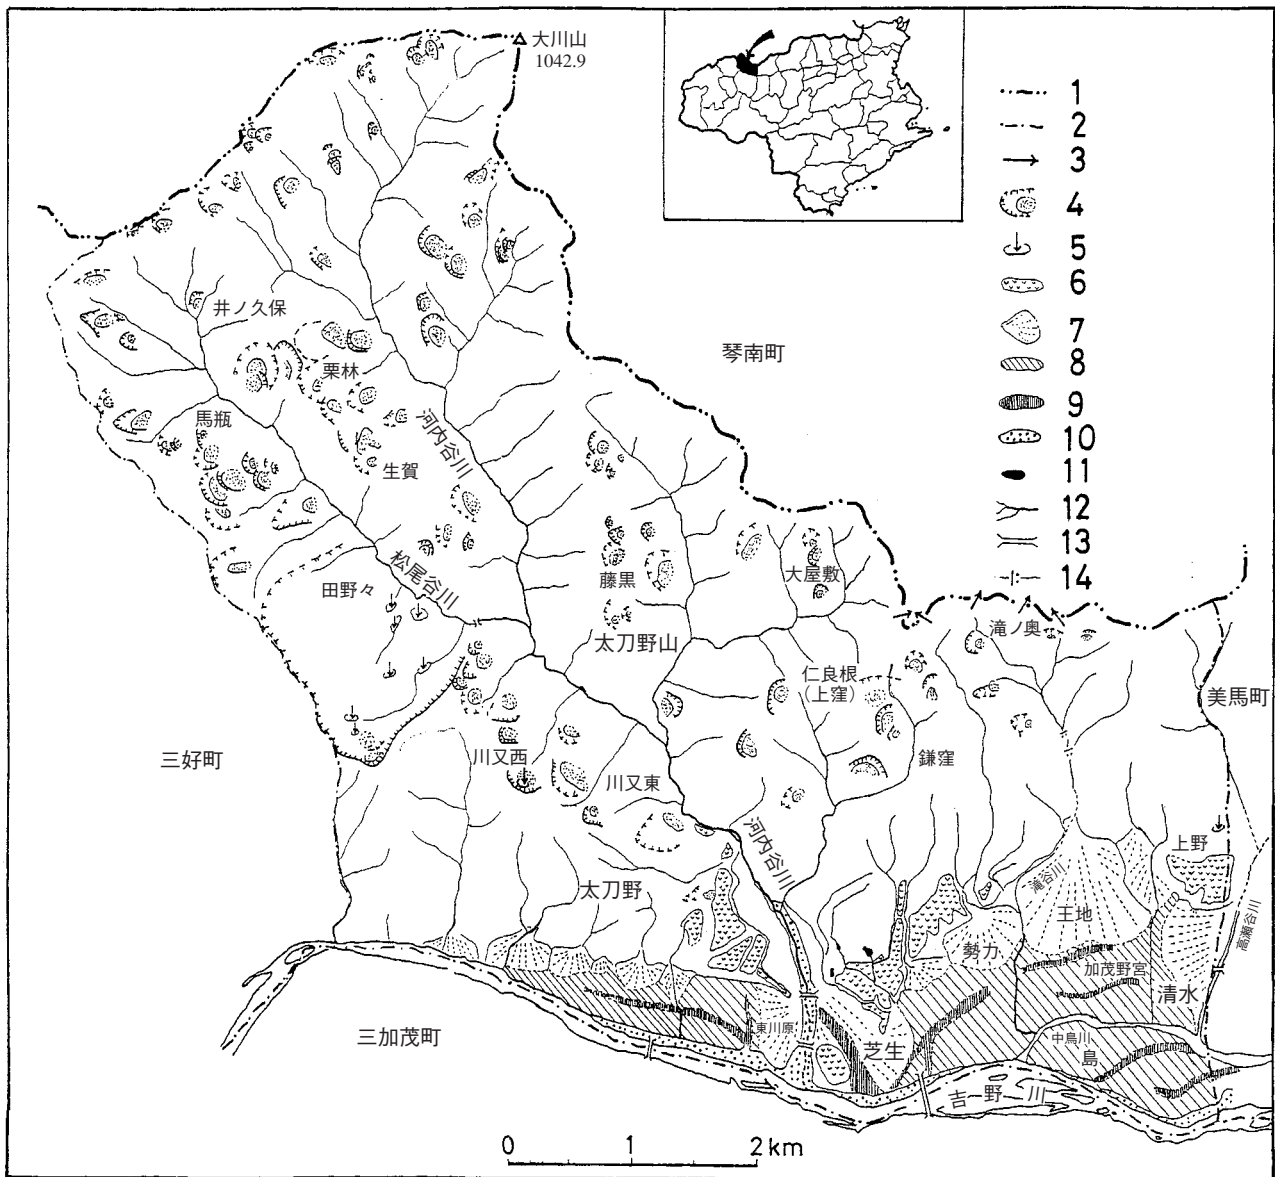 大川山
1042.9
1
2
3
4
5
6
7
8
9
10
11
12
13
14
井ノ久保
琴南町
栗林
馬瓶
河内谷川
生賀
松尾谷川
田野々
藤黒
大屋敷
太刀野山
滝ノ奥
仁良根
(上窪)
美馬町
三好町
川又西
川又東
鎌窪
河内谷川
上野
太刀野
滝谷川
王地
高瀬谷川
勢力
加茂野宮
清水
三加茂町
東川原
芝生
中鳥川
島
吉野川
0 1 2km